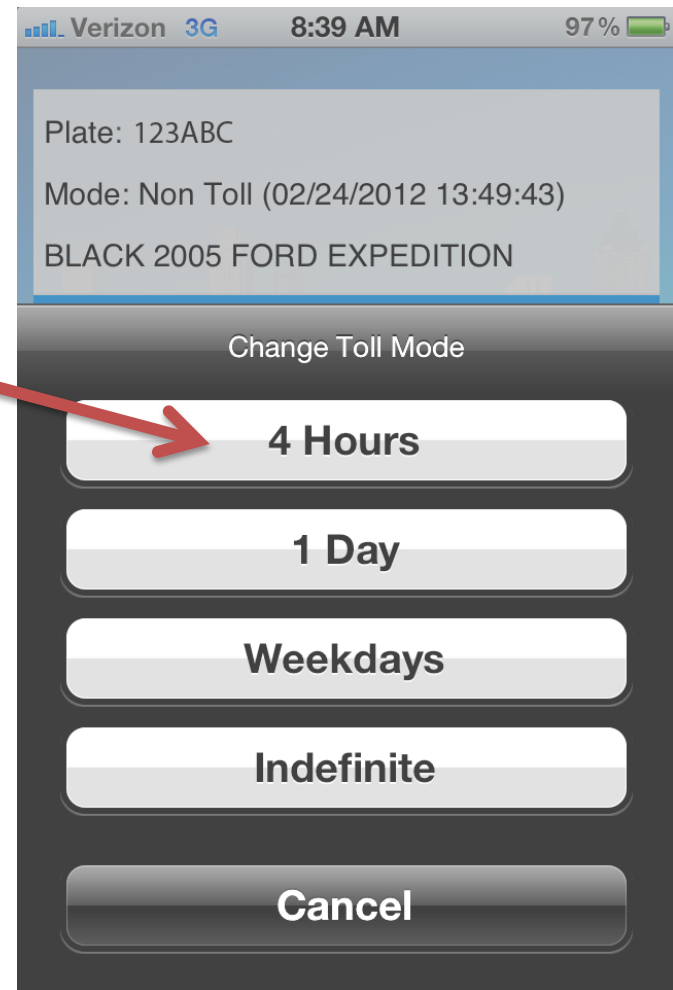 Verizon 3G 8:39 AM 97%
Plate: 123ABC
Mode: Non Toll (02/24/2012 13:49:43)
BLACK 2005 FORD EXPEDITION
Change Toll Mode
4 Hours
1 Day
Weekdays
Indefinite
Cancel